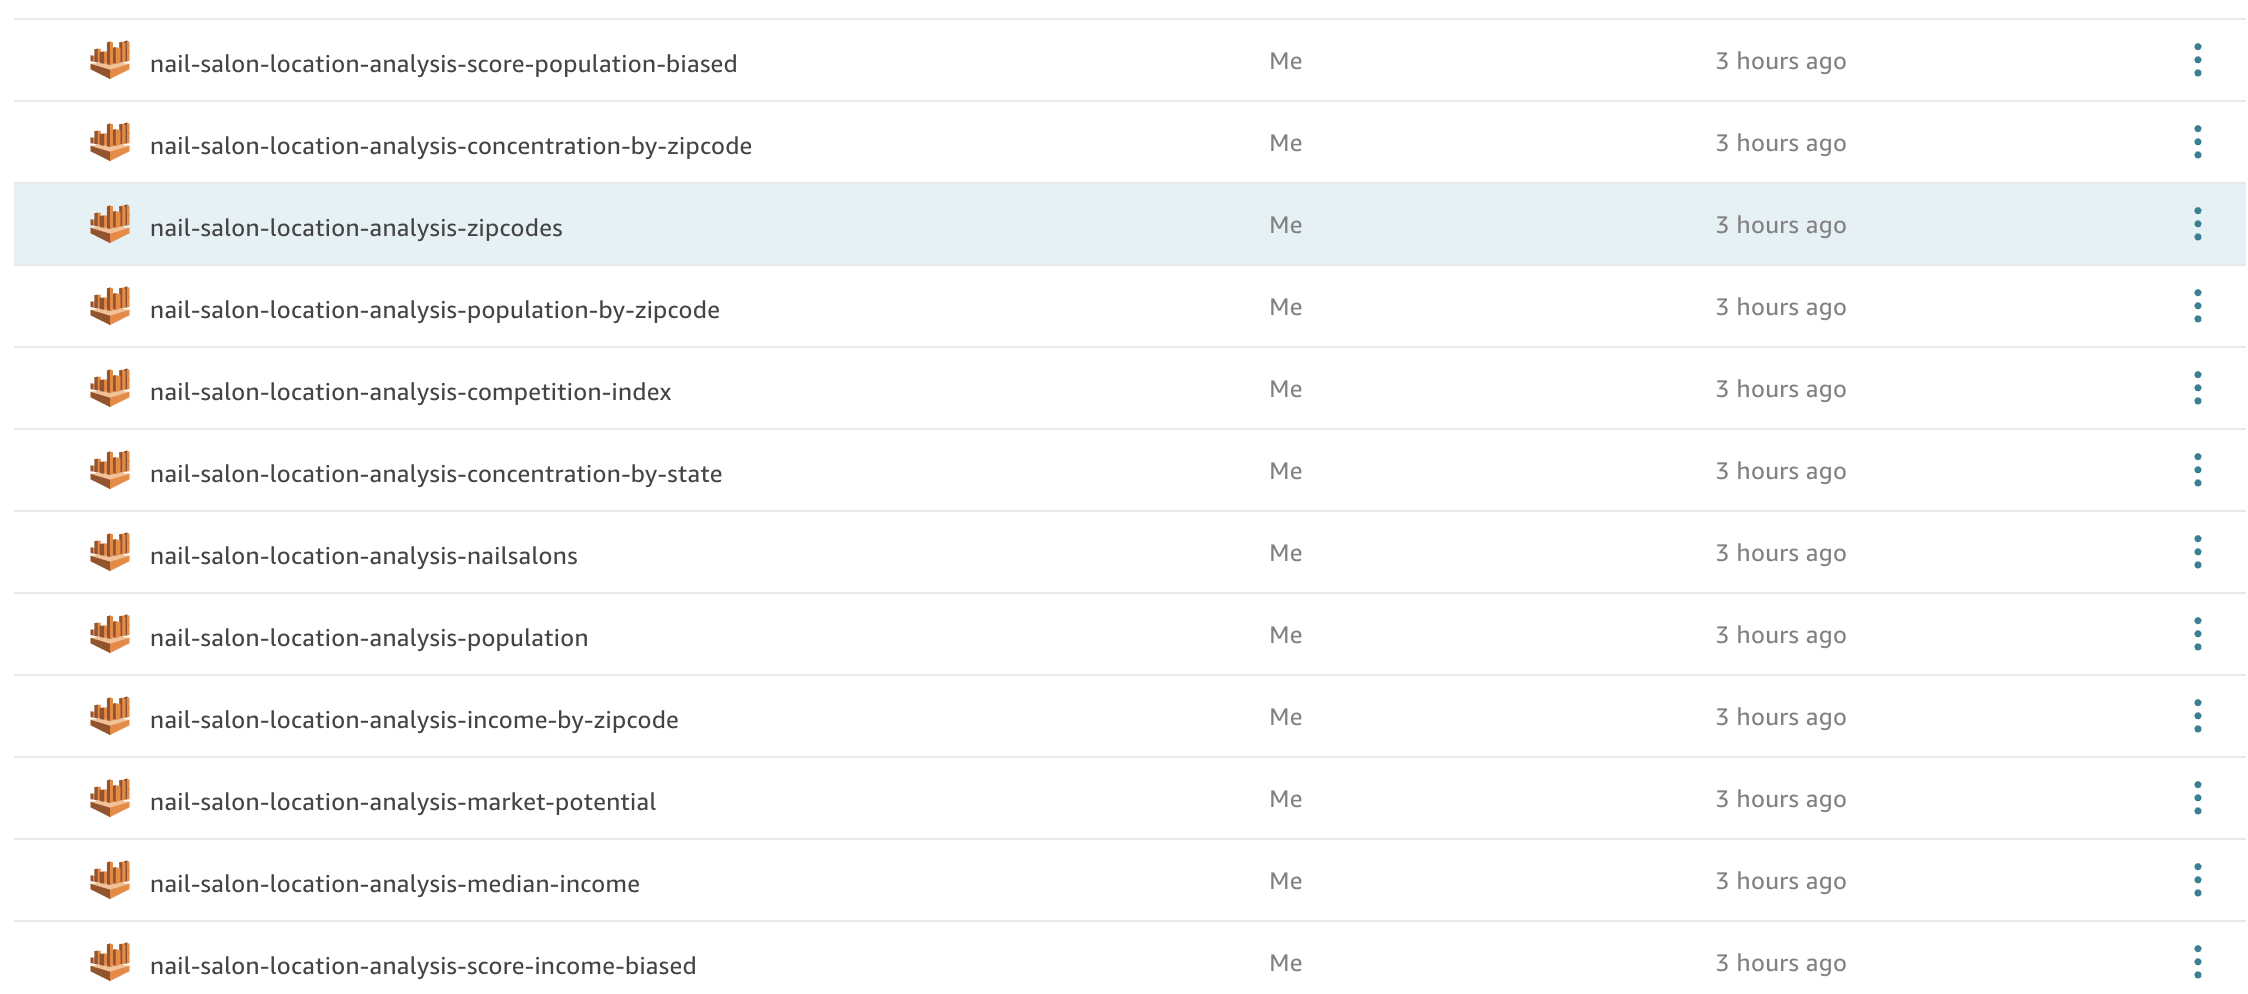 nail-salon-location-analysis-score-population-biased Me 3 hours ago
nail-salon-location-analysis-concentration-by-zipcode Me 3 hours ago
nail-salon-location-analysis-zipcodes Me 3 hours ago
nail-salon-location-analysis-population-by-zipcode Me 3 hours ago
nail-salon-location-analysis-competition-index Me 3 hours ago
nail-salon-location-analysis-concentration-by-state Me 3 hours ago
nail-salon-location-analysis-nailsalons Me 3 hours ago
nail-salon-location-analysis-population Me 3 hours ago
nail-salon-location-analysis-income-by-zipcode Me 3 hours ago
nail-salon-location-analysis-market-potential Me 3 hours ago
nail-salon-location-analysis-median-income Me 3 hours ago
nail-salon-location-analysis-score-income-biased Me 3 hours ago